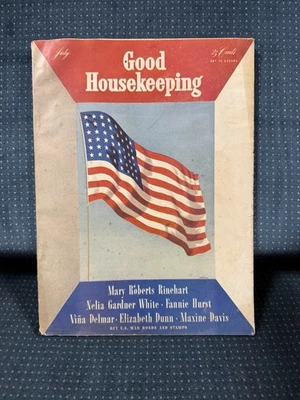 July
25 Cents
Good
Housekeeping
Mary Roberts Rinehart
Nelia Gardner White · Fannie Hurst
Viña Delmar · Elizabeth Dunn · Maxine Davis
BUY U.S. WAR BONDS AND STAMPS